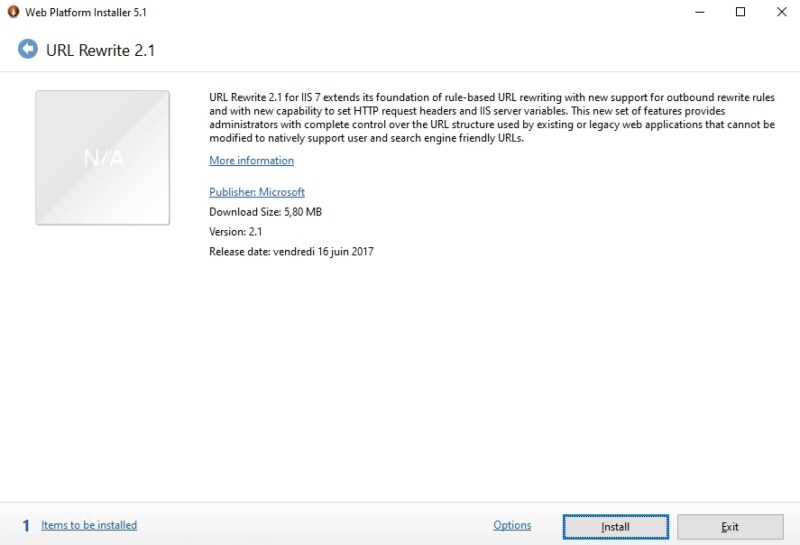 Web Platform Installer 5.1
URL Rewrite 2.1
N/A
URL Rewrite 2.1 for IIS 7 extends its foundation of rule-based URL rewriting with new support for outbound rewrite rules
and with new capability to set HTTP request headers and IIS server variables. This new set of features provides
administrators with complete control over the URL structure used by existing or legacy web applications that cannot be
modified to natively support user and search engine friendly URLs.
More information
Publisher: Microsoft
Download Size: 5,80 MB
Version: 2.1
Release date: vendredi 16 juin 2017
1 Items to be installed Options Install Exit